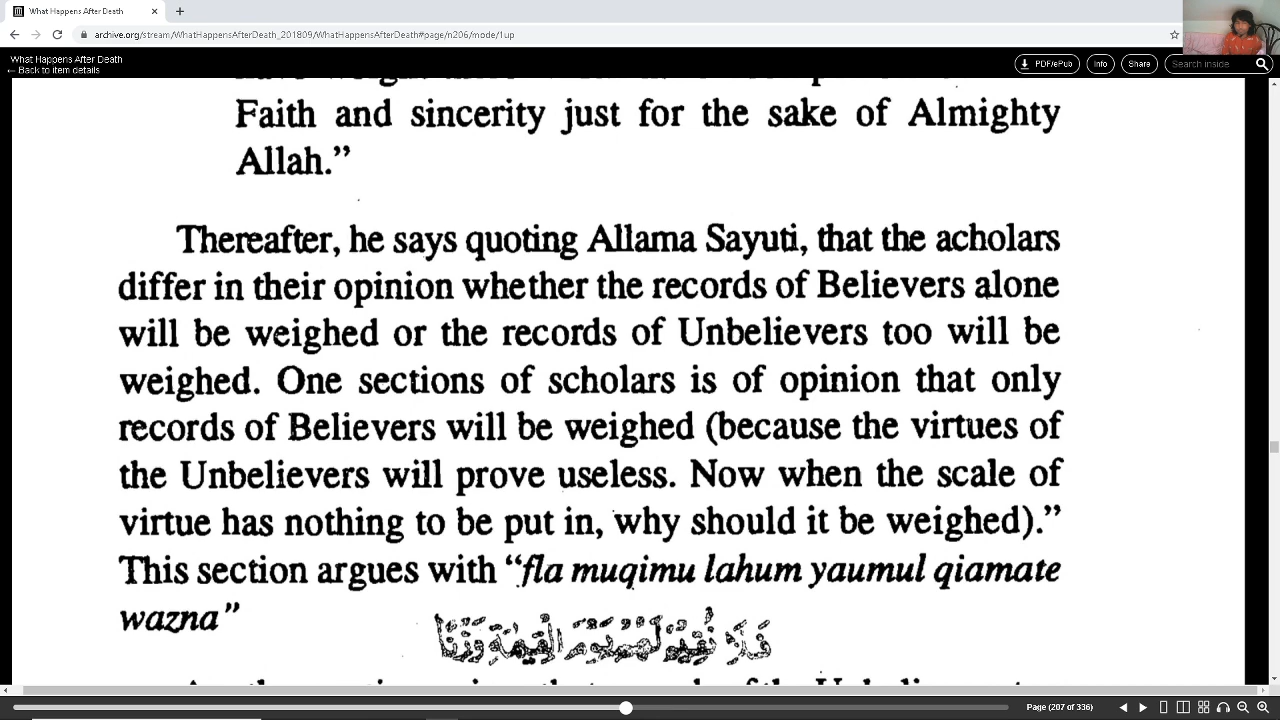 What Happens After Death
archive.org/stream/WhatHappensAfterDeath_201809/WhatHappensAfterDeath#page/n206/mode/1up
What Happens After Death
← Back to item details
PDF/ePub
Info
Share
Search inside
Faith and sincerity just for the sake of Almighty
Allah.”
Thereafter, he says quoting Allama Sayuti, that the acholars
differ in their opinion whether the records of Believers alone
will be weighed or the records of Unbelievers too will be
weighed. One sections of scholars is of opinion that only
records of Believers will be weighed (because the virtues of
the Unbelievers will prove useless. Now when the scale of
virtue has nothing to be put in, why should it be weighed).”
This section argues with “fla muqimu lahum yaumul qiamate
wazna”
فَلَا نُقِيمُ لَهُمْ يَوْمَ الْقِيٰمَةِ وَزْنًا
Page (207 of 336)